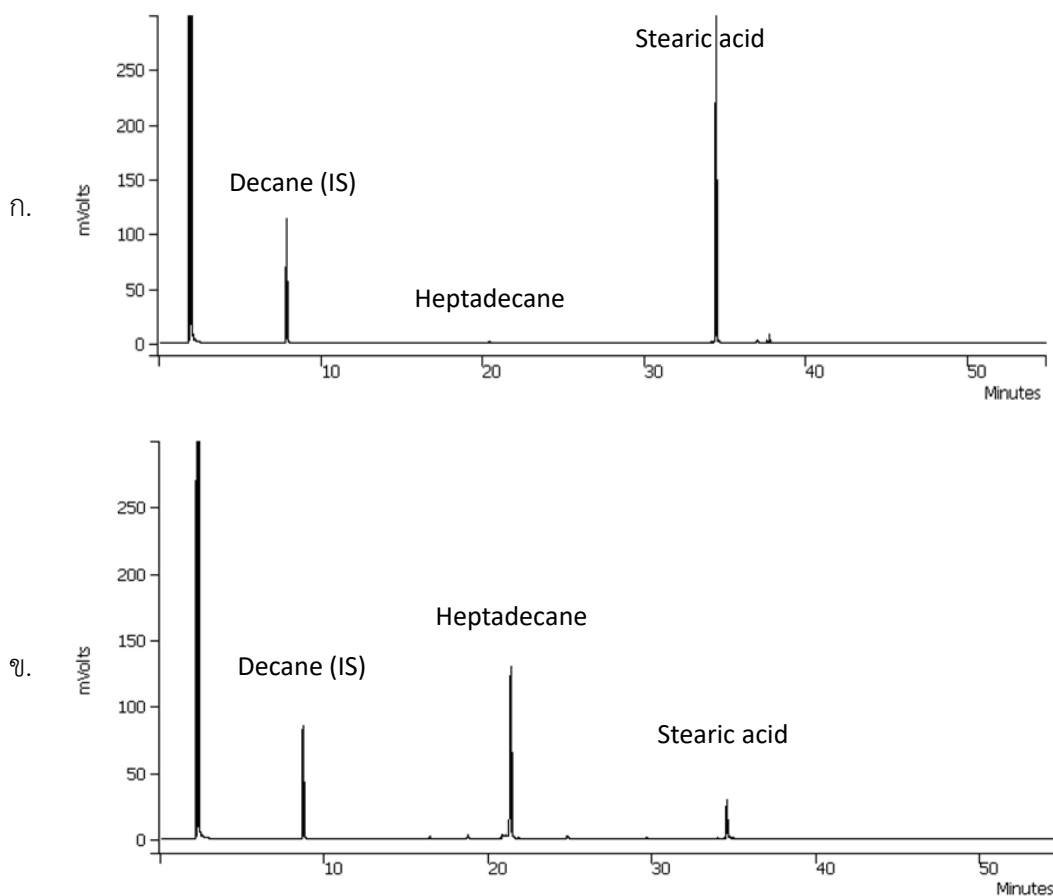 Stearic acid
250
200
Decane (IS)
150
ก.
mVolts
100
Heptadecane
50
0
10
20
30
40
50
Minutes
250
200
Heptadecane
150
ข.
mVolts
Decane (IS)
100
Stearic acid
50
0
10
20
30
40
50
Minutes